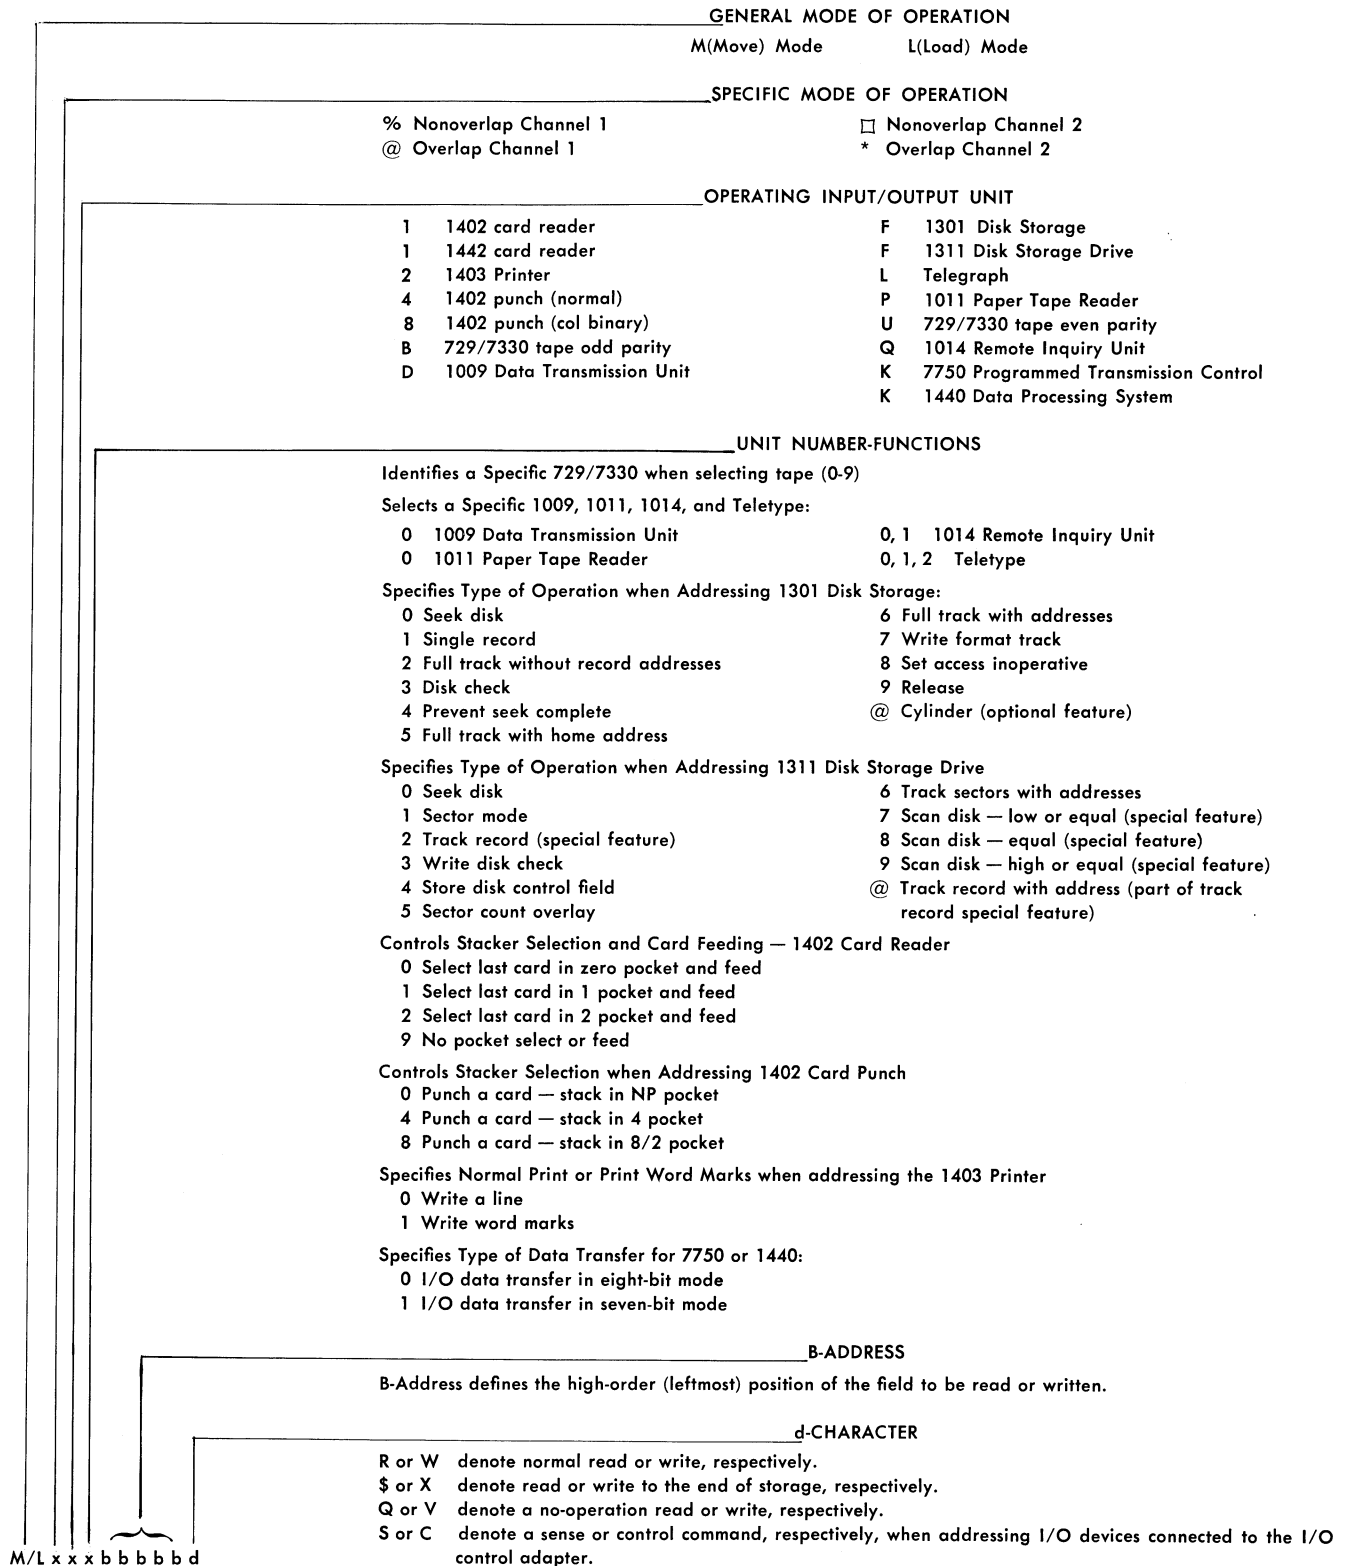 GENERAL MODE OF OPERATION
M(Move) Mode L(Load) Mode
SPECIFIC MODE OF OPERATION
% Nonoverlap Channel 1 ⌑ Nonoverlap Channel 2
@ Overlap Channel 1 * Overlap Channel 2
OPERATING INPUT/OUTPUT UNIT
1 1402 card reader F 1301 Disk Storage
1 1442 card reader F 1311 Disk Storage Drive
2 1403 Printer L Telegraph
4 1402 punch (normal) P 1011 Paper Tape Reader
8 1402 punch (col binary) U 729/7330 tape even parity
B 729/7330 tape odd parity Q 1014 Remote Inquiry Unit
D 1009 Data Transmission Unit K 7750 Programmed Transmission Control
K 1440 Data Processing System
UNIT NUMBER-FUNCTIONS
Identifies a Specific 729/7330 when selecting tape (0-9)
Selects a Specific 1009, 1011, 1014, and Teletype:
0 1009 Data Transmission Unit 0, 1 1014 Remote Inquiry Unit
0 1011 Paper Tape Reader 0, 1, 2 Teletype
Specifies Type of Operation when Addressing 1301 Disk Storage:
0 Seek disk 6 Full track with addresses
1 Single record 7 Write format track
2 Full track without record addresses 8 Set access inoperative
3 Disk check 9 Release
4 Prevent seek complete @ Cylinder (optional feature)
5 Full track with home address
Specifies Type of Operation when Addressing 1311 Disk Storage Drive
0 Seek disk 6 Track sectors with addresses
1 Sector mode 7 Scan disk — low or equal (special feature)
2 Track record (special feature) 8 Scan disk — equal (special feature)
3 Write disk check 9 Scan disk — high or equal (special feature)
4 Store disk control field @ Track record with address (part of track
5 Sector count overlay record special feature)
Controls Stacker Selection and Card Feeding — 1402 Card Reader
0 Select last card in zero pocket and feed
1 Select last card in 1 pocket and feed
2 Select last card in 2 pocket and feed
9 No pocket select or feed
Controls Stacker Selection when Addressing 1402 Card Punch
0 Punch a card — stack in NP pocket
4 Punch a card — stack in 4 pocket
8 Punch a card — stack in 8/2 pocket
Specifies Normal Print or Print Word Marks when addressing the 1403 Printer
0 Write a line
1 Write word marks
Specifies Type of Data Transfer for 7750 or 1440:
0 I/O data transfer in eight-bit mode
1 I/O data transfer in seven-bit mode
B-ADDRESS
B-Address defines the high-order (leftmost) position of the field to be read or written.
d-CHARACTER
R or W denote normal read or write, respectively.
$ or X denote read or write to the end of storage, respectively.
Q or V denote a no-operation read or write, respectively.
S or C denote a sense or control command, respectively, when addressing I/O devices connected to the I/O
control adapter.
M/L x x x b b b b b d